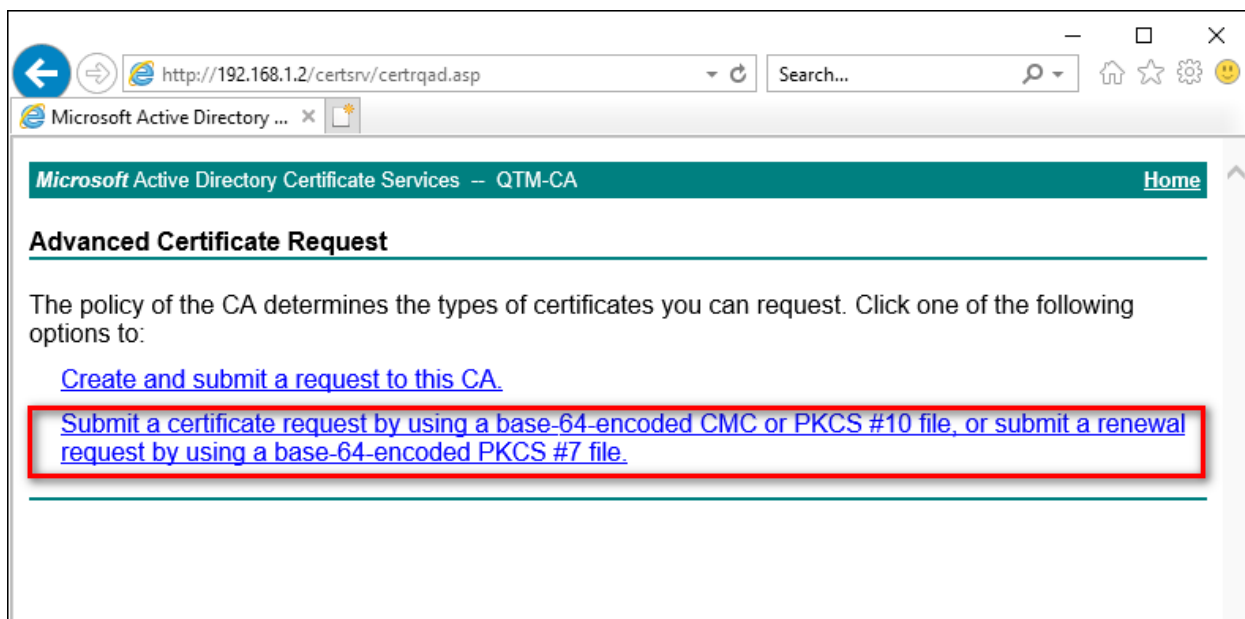 http://192.168.1.2/certsrv/certrqad.asp
Search...
Microsoft Active Directory ...
Microsoft Active Directory Certificate Services -- QTM-CA
Home
Advanced Certificate Request
The policy of the CA determines the types of certificates you can request. Click one of the following
options to:
Create and submit a request to this CA.
Submit a certificate request by using a base-64-encoded CMC or PKCS #10 file, or submit a renewal
request by using a base-64-encoded PKCS #7 file.